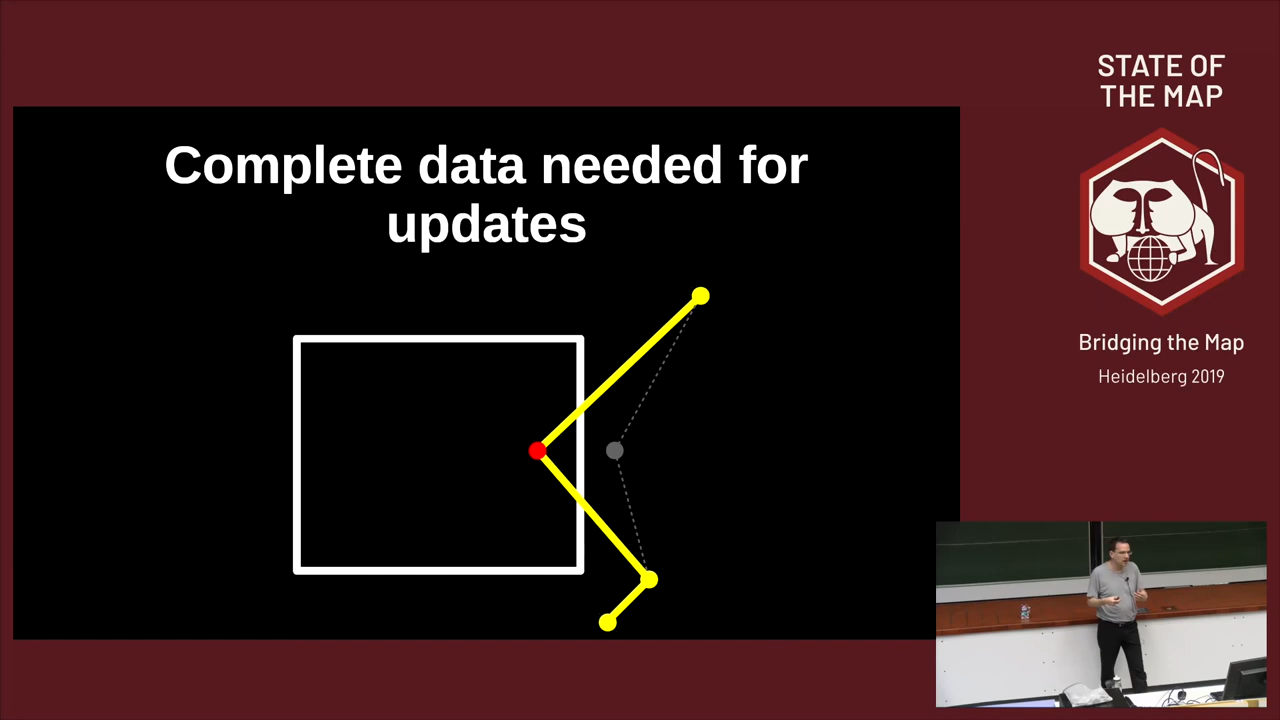 Complete data needed for
updates
STATE OF
THE MAP
Bridging the Map
Heidelberg 2019